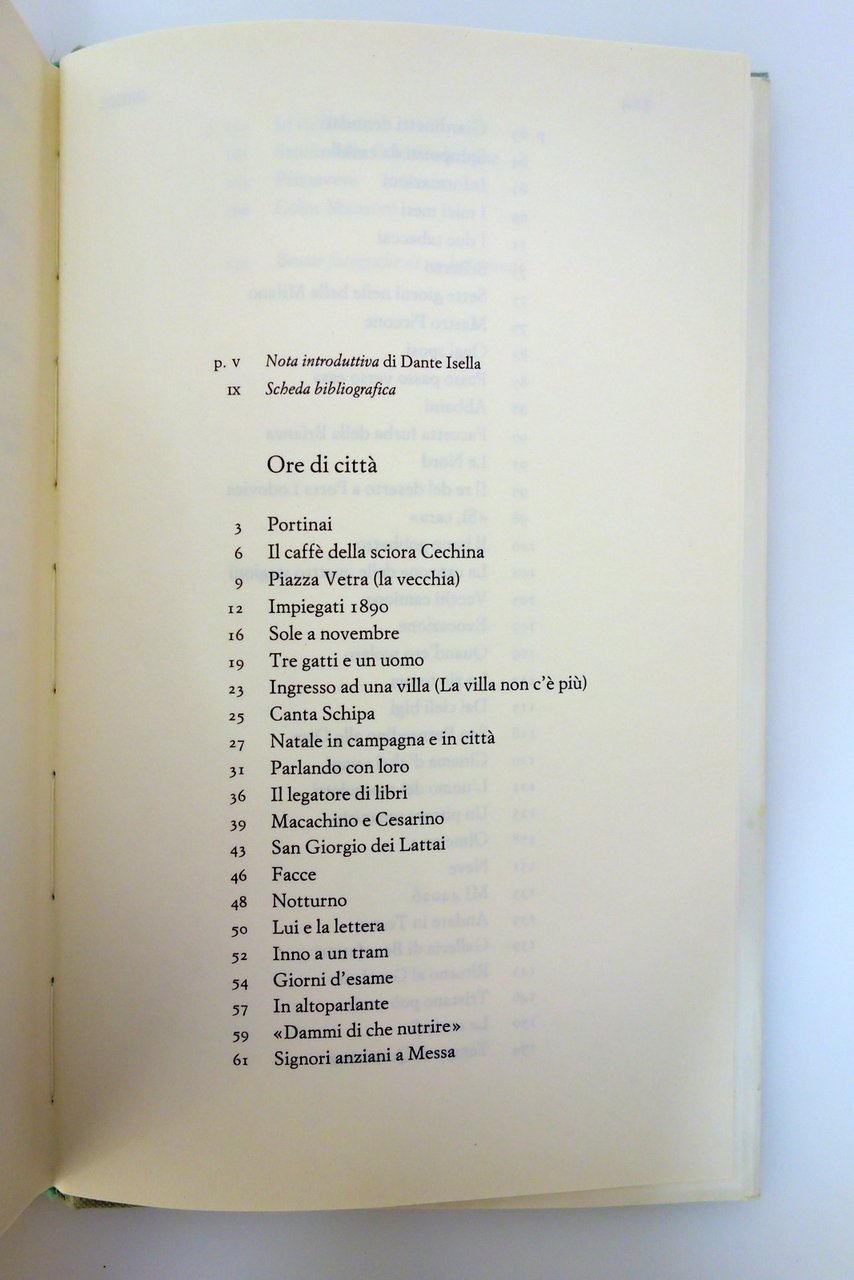 p. V Nota introduttiva di Dante Isella
IX Scheda bibliografica
Ore di città
3 Portinai
6 Il caffè della sciora Cechina
9 Piazza Vetra (la vecchia)
12 Impiegati 1890
16 Sole a novembre
19 Tre gatti e un uomo
23 Ingresso ad una villa (La villa non c'è più)
25 Canta Schipa
27 Natale in campagna e in città
31 Parlando con loro
36 Il legatore di libri
39 Macachino e Cesarino
43 San Giorgio dei Lattai
46 Facce
48 Notturno
50 Lui e la lettera
52 Inno a un tram
54 Giorni d'esame
57 In altoparlante
59 «Dammi di che nutrire»
61 Signori anziani a Messa